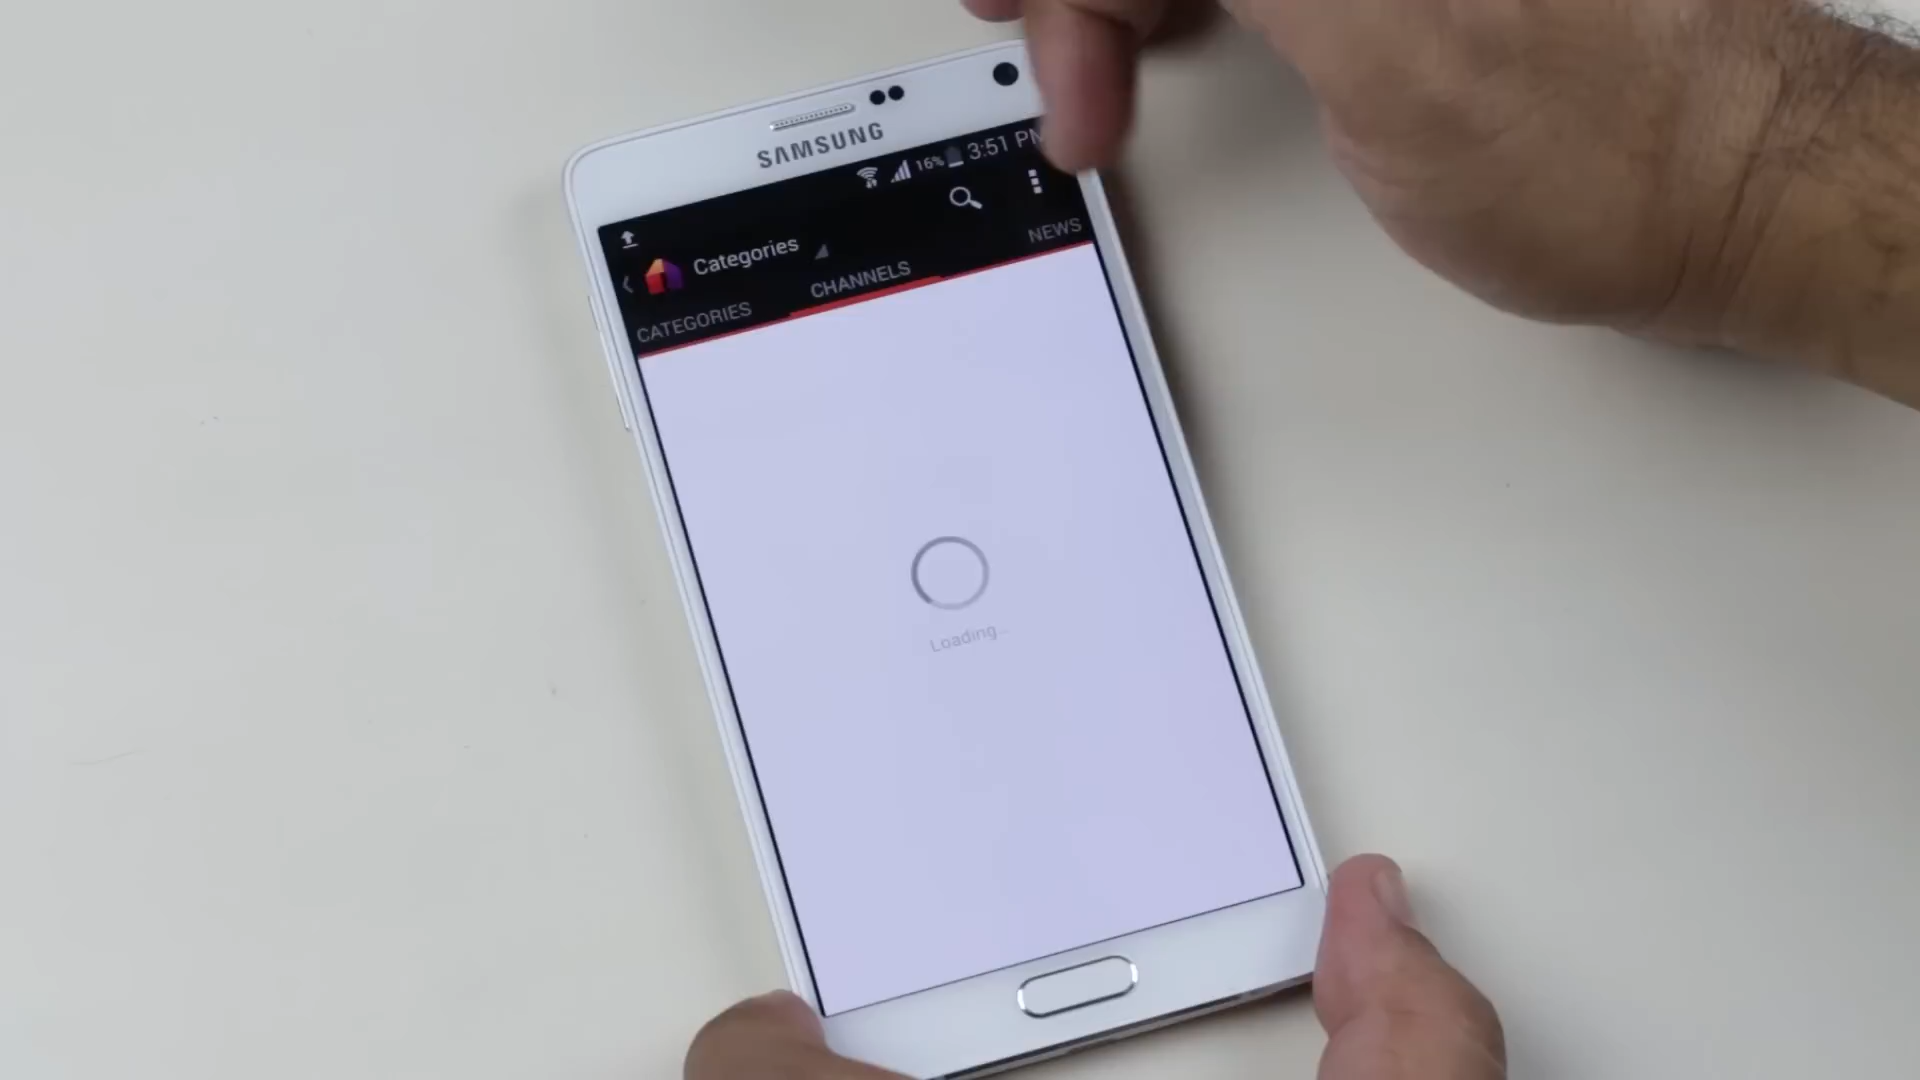 SAMSUNG
16% 3:51 PM
Categories
CATEGORIES CHANNELS NEWS
Loading...